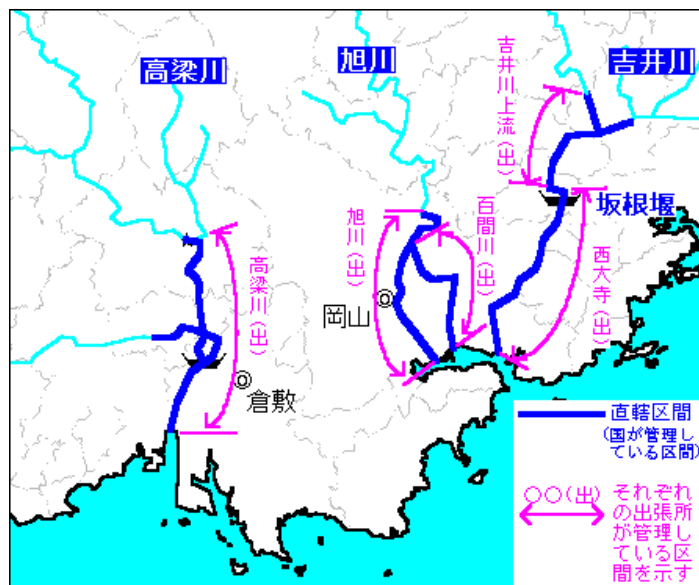 高梁川
旭川
吉井川
吉井川上流(出)
坂根堰
百間川(出)
旭川(出)
西大寺(出)
高梁川(出)
岡山
倉敷
直轄区間
(国が管理し
ている区間)
○○(出)
それぞれ
の出張所
が管理し
ている区
間を示す